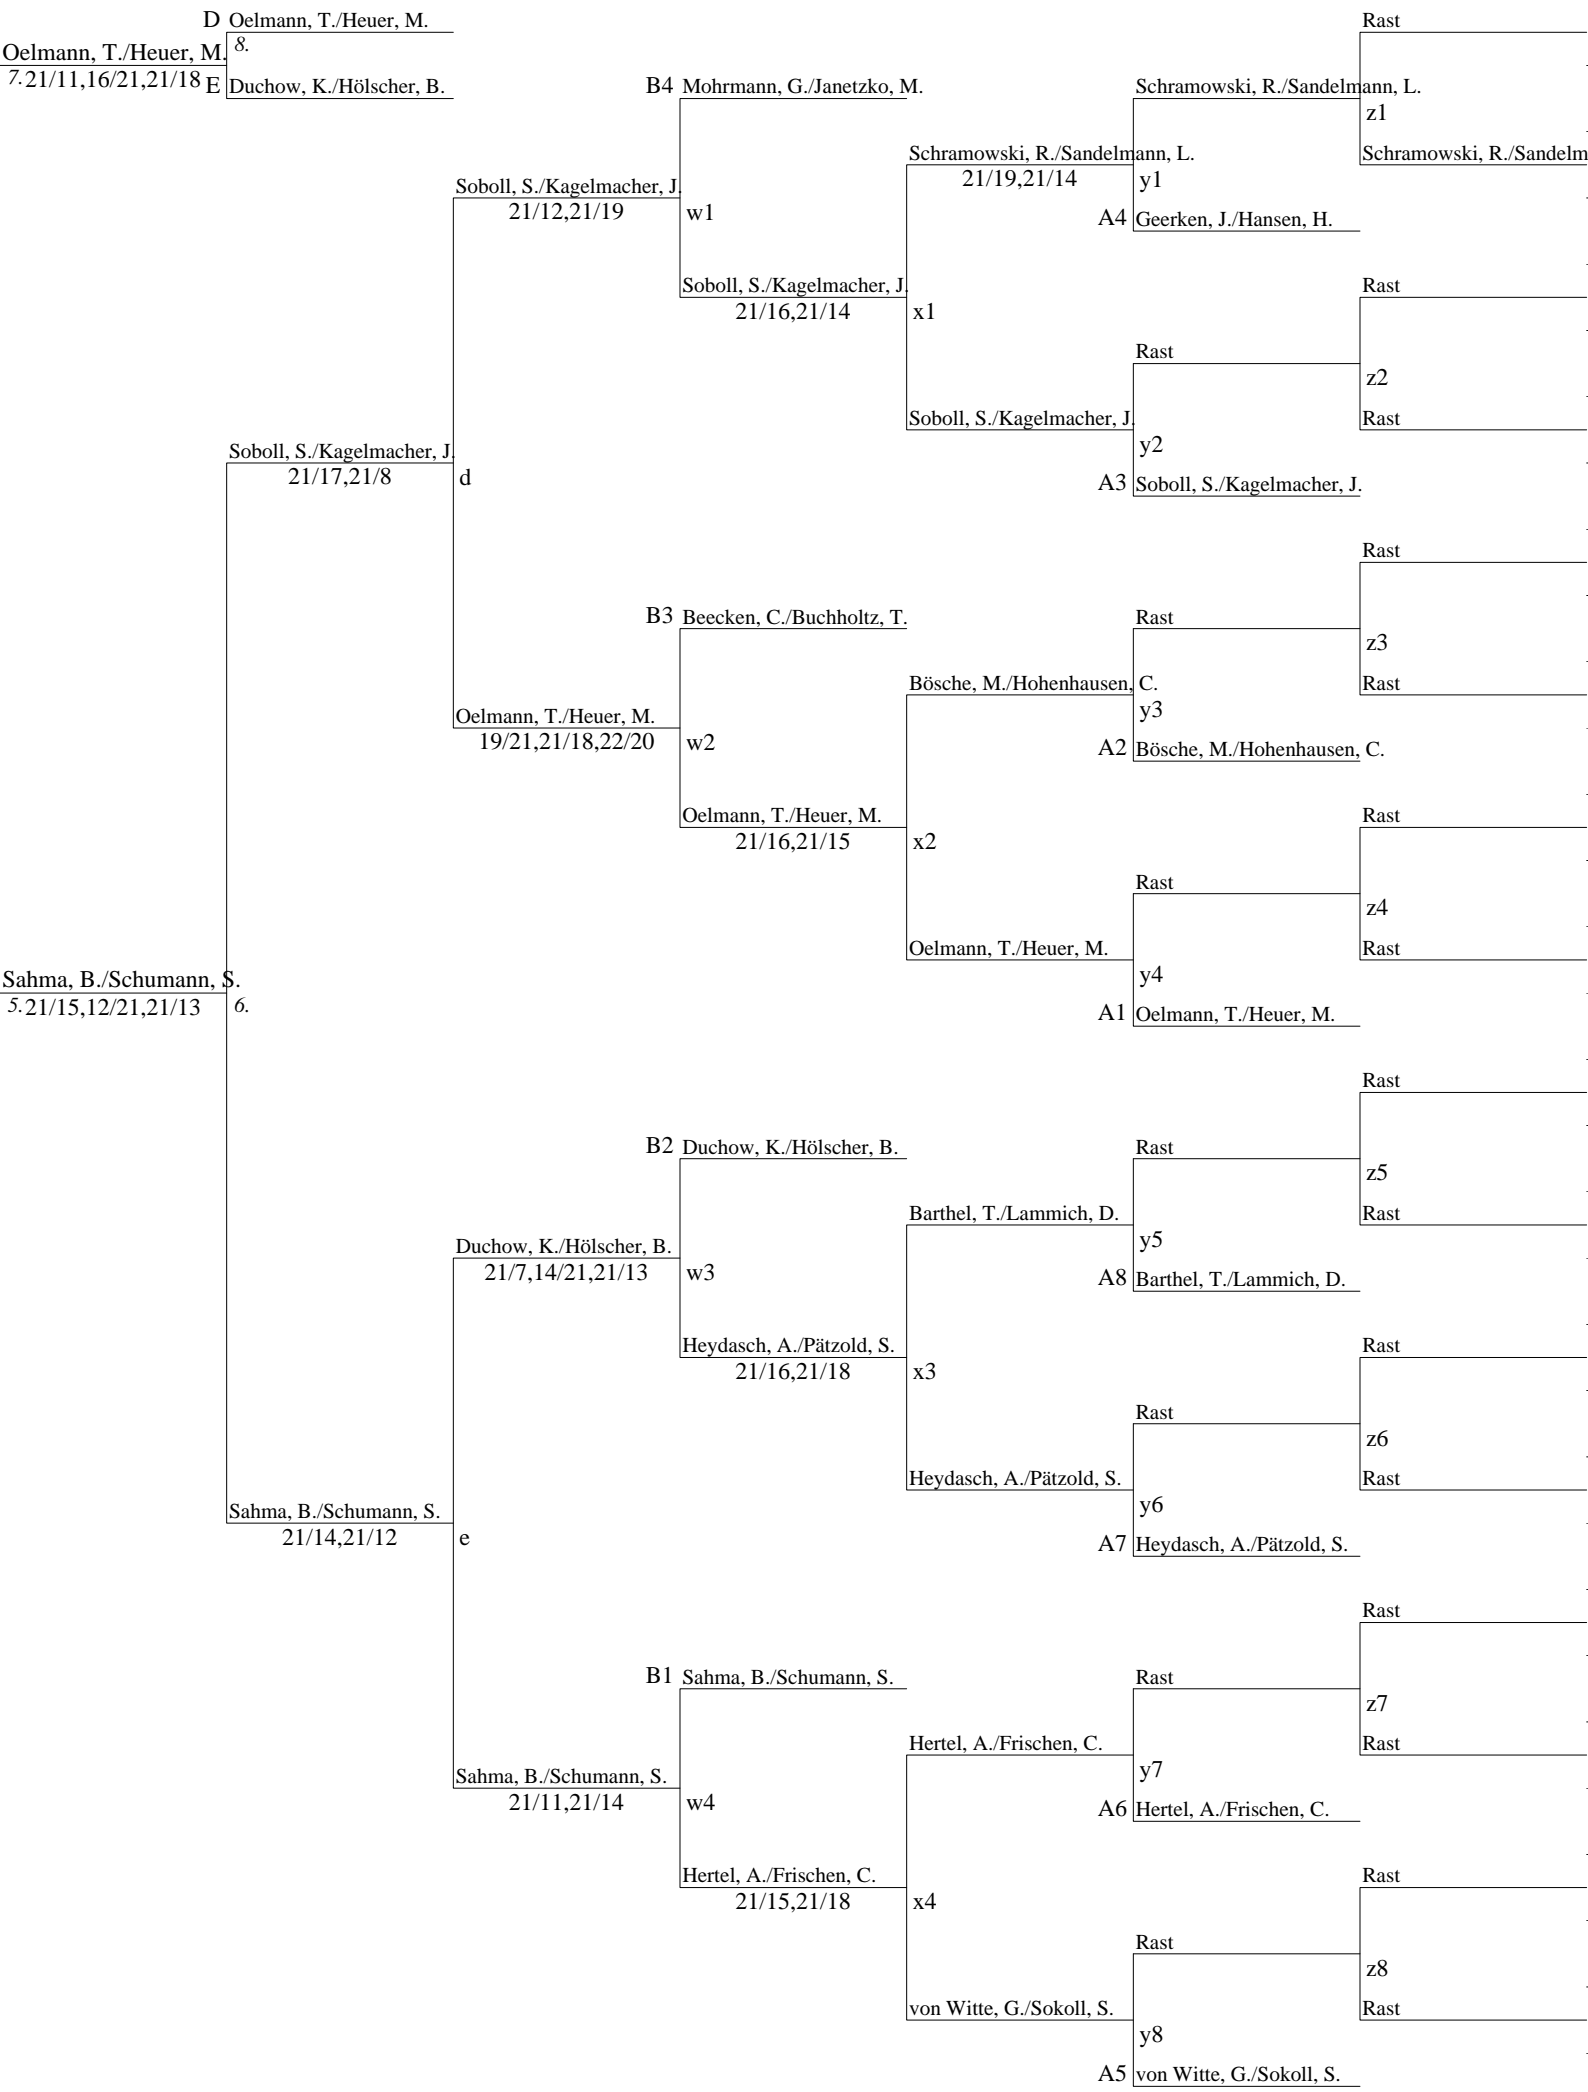 D Oelmann, T./Heuer, M.
Rast
Oelmann, T./Heuer, M. 8.
7. 21/11,16/21,21/18 E Duchow, K./Hölscher, B.
B4 Mohrmann, G./Janetzko, M.
Schramowski, R./Sandelmann, L.
z1
Schramowski, R./Sandelmann, L.
Schramowski, R./Sandelm
21/19,21/14
y1
Soboll, S./Kagelmacher, J.
21/12,21/19
w1
A4 Geerken, J./Hansen, H.
Soboll, S./Kagelmacher, J.
Rast
21/16,21/14
x1
Rast
z2
Soboll, S./Kagelmacher, J.
Rast
Soboll, S./Kagelmacher, J.
y2
21/17,21/8
d
A3 Soboll, S./Kagelmacher, J.
Rast
B3 Beecken, C./Buchholtz, T.
Rast
z3
Bösche, M./Hohenhausen, C.
Rast
y3
Oelmann, T./Heuer, M.
19/21,21/18,22/20
w2
A2 Bösche, M./Hohenhausen, C.
Oelmann, T./Heuer, M.
Rast
21/16,21/15
x2
Rast
z4
Oelmann, T./Heuer, M.
Rast
Sahma, B./Schumann, S.
y4
5. 21/15,12/21,21/13
6.
A1 Oelmann, T./Heuer, M.
Rast
B2 Duchow, K./Hölscher, B.
Rast
z5
Barthel, T./Lammich, D.
Rast
y5
Duchow, K./Hölscher, B.
21/7,14/21,21/13
w3
A8 Barthel, T./Lammich, D.
Heydasch, A./Pätzold, S.
Rast
21/16,21/18
x3
Rast
z6
Heydasch, A./Pätzold, S.
Rast
y6
Sahma, B./Schumann, S.
21/14,21/12
e
A7 Heydasch, A./Pätzold, S.
Rast
B1 Sahma, B./Schumann, S.
Rast
z7
Hertel, A./Frischen, C.
Rast
y7
Sahma, B./Schumann, S.
21/11,21/14
w4
A6 Hertel, A./Frischen, C.
Hertel, A./Frischen, C.
Rast
21/15,21/18
x4
Rast
z8
von Witte, G./Sokoll, S.
Rast
y8
A5 von Witte, G./Sokoll, S.